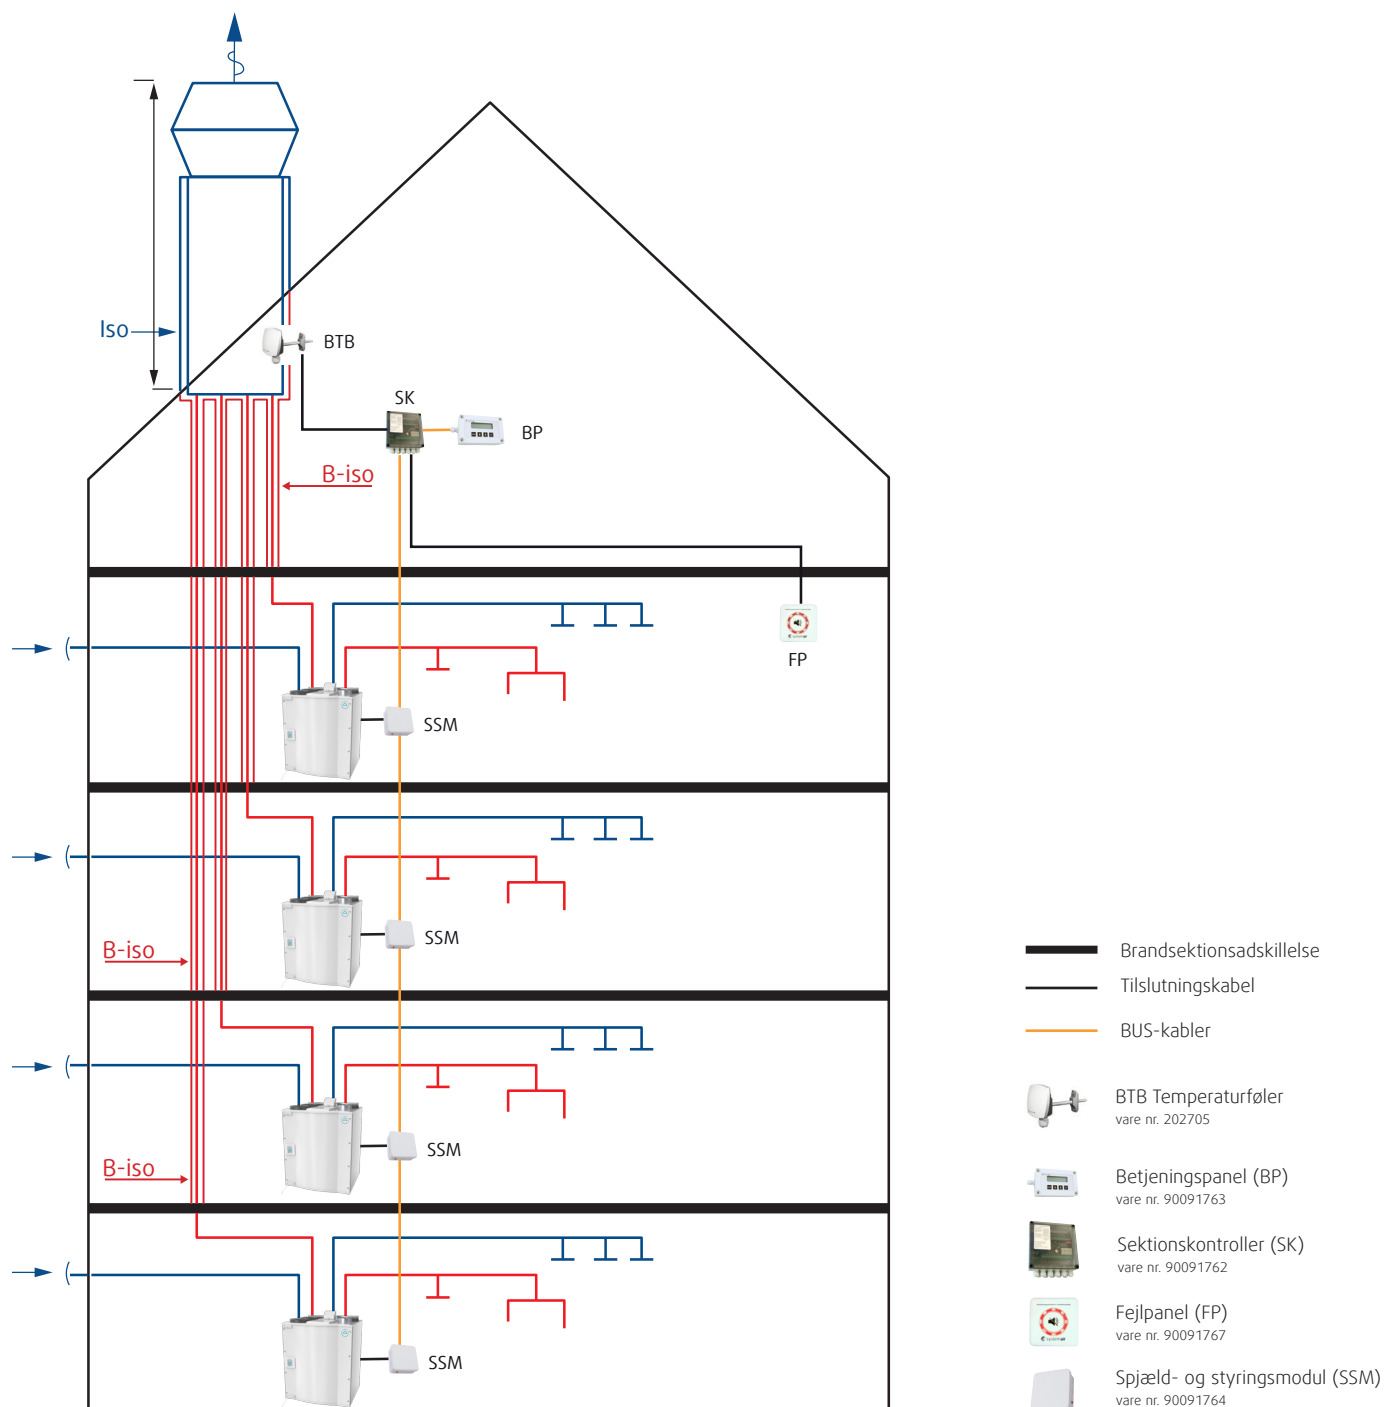 Iso
BTB
SK
BP
B-iso
FP
SSM
SSM
B-iso
SSM
B-iso
SSM
Brandsektionsadskillelse
Tilslutningskabel
BUS-kabler
BTB Temperaturføler
vare nr. 202705
Betjeningspanel (BP)
vare nr. 90091763
Sektionskontroller (SK)
vare nr. 90091762
Fejlpanel (FP)
vare nr. 90091767
systemair
Spjæld- og styringsmodul (SSM)
vare nr. 90091764